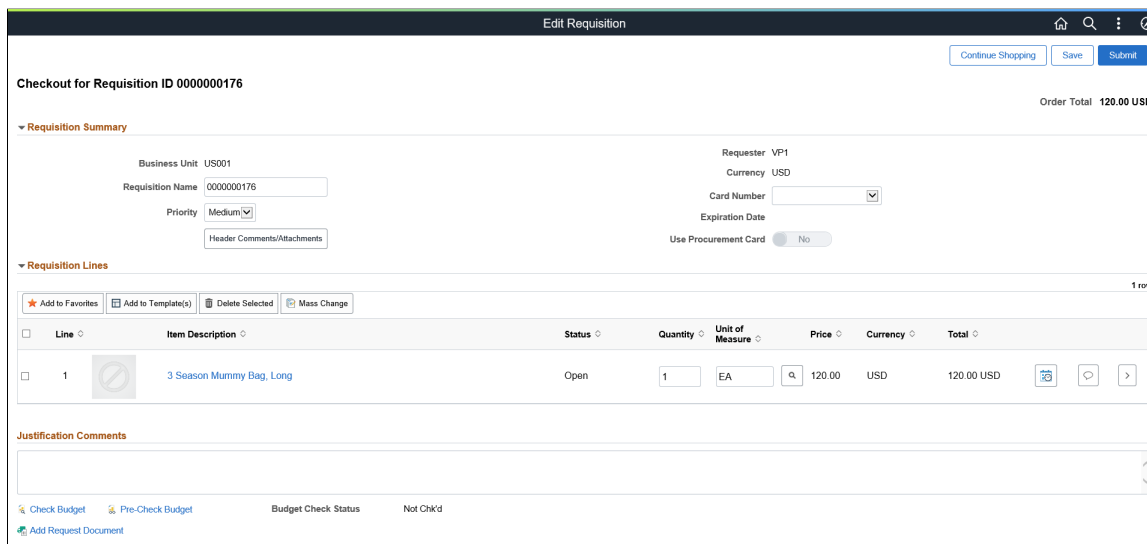 Edit Requisition
Continue Shopping Save Submit
Checkout for Requisition ID 0000000176
Order Total 120.00 USD
Requisition Summary
Business Unit US001
Requisition Name 0000000176
Priority Medium
Header Comments/Attachments
Requester VP1
Currency USD
Card Number
Expiration Date
Use Procurement Card No
Requisition Lines
1 row
Add to Favorites Add to Template(s) Delete Selected Mass Change
Line Item Description Status Quantity Unit of Measure Price Currency Total
1 3 Season Mummy Bag, Long Open 1 EA 120.00 USD 120.00 USD
Justification Comments
Check Budget Pre-Check Budget Budget Check Status Not Chk'd
Add Request Document